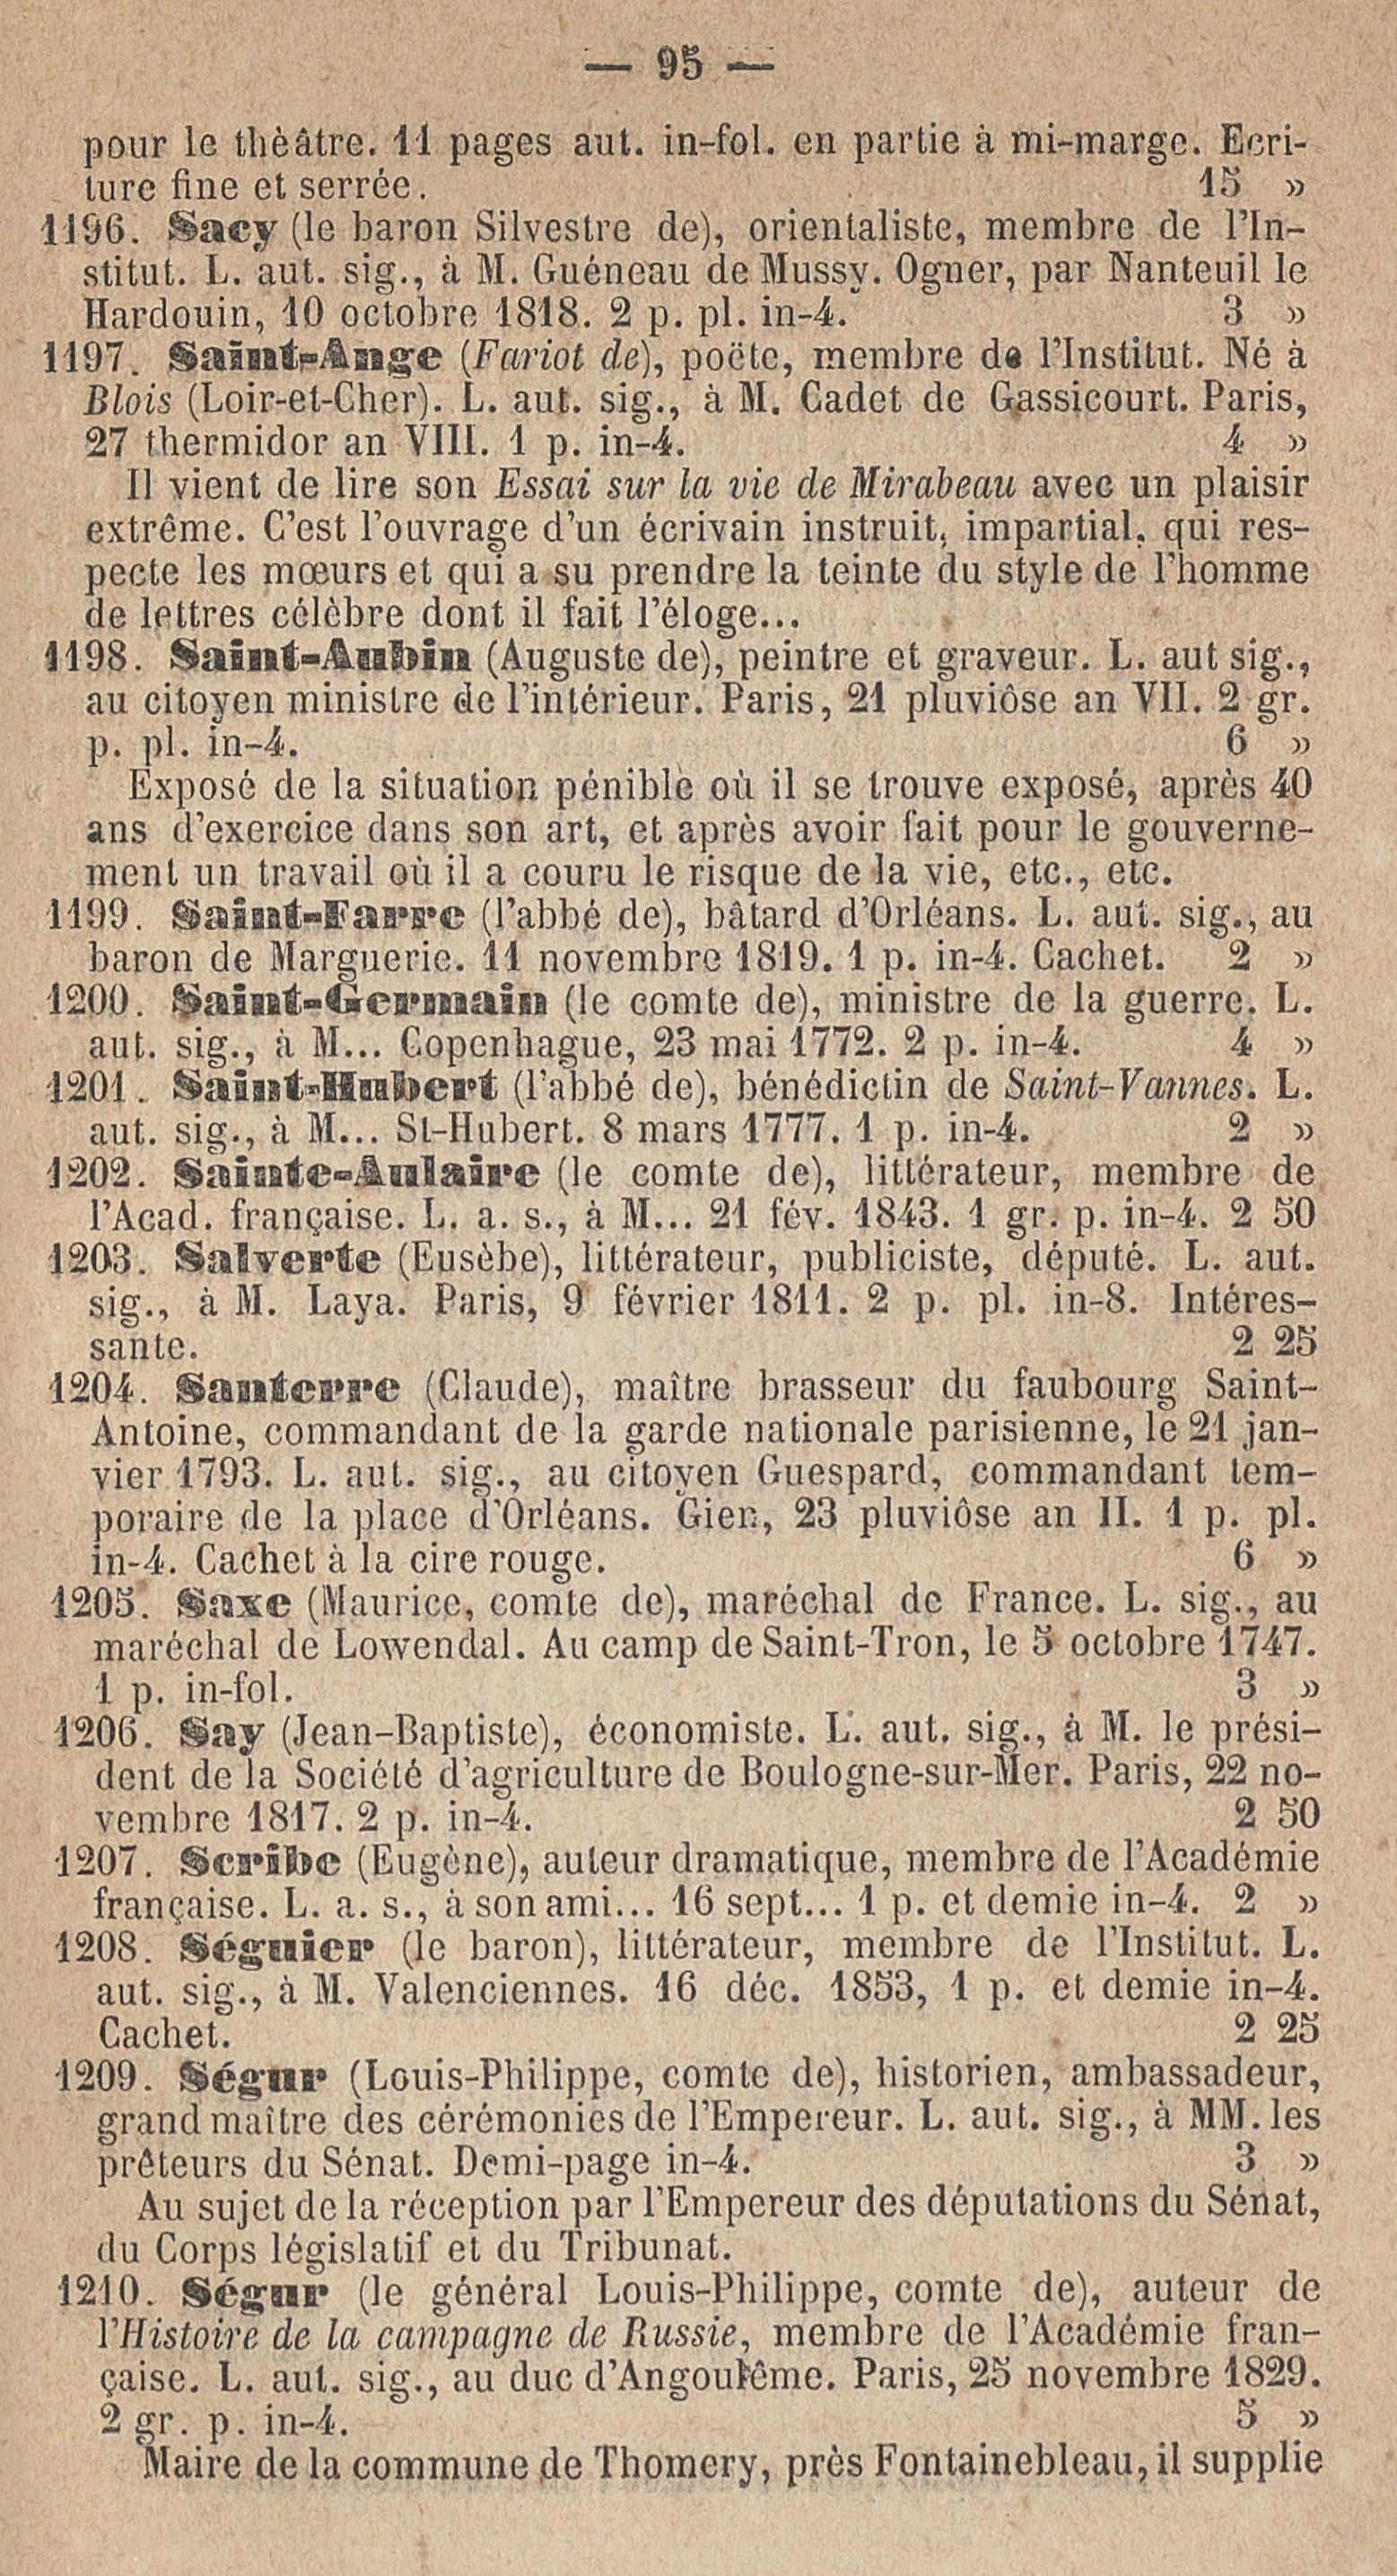 — 95 —
pour le théâtre. 11 pages aut. in-fol. en partie à mi-marge. Ecri-
ture fine et serrée. 15 »
1196. Sacy (le baron Silvestre de), orientaliste, membre de l'In-
stitut. L. aut. sig., à M. Guéneau de Mussy. Ogner, par Nanteuil le
Hardouin, 10 octobre 1818. 2 p. pl. in-4. 3 »
1197. Saint-Ange (Fariot de), poëte, membre de l'Institut. Né à
Blois (Loir-et-Cher). L. aut. sig., à M. Cadet de Gassicourt. Paris,
27 thermidor an VIII. 1 p. in-4. 4 »
Il vient de lire son Essai sur la vie de Mirabeau avec un plaisir
extrême. C'est l'ouvrage d'un écrivain instruit, impartial, qui res-
pecte les mœurs et qui a su prendre la teinte du style de l'homme
de lettres célèbre dont il fait l'éloge...
1198. Saint-Aubin (Auguste de), peintre et graveur. L. aut sig.,
au citoyen ministre de l'intérieur. Paris, 21 pluviôse an VII. 2 gr.
p. pl. in-4. 6 »
Exposé de la situation pénible où il se trouve exposé, après 40
ans d'exercice dans son art, et après avoir fait pour le gouverne-
ment un travail où il a couru le risque de la vie, etc., etc.
1199. Saint-Farre (l'abbé de), bâtard d'Orléans. L. aut. sig., au
baron de Marguerie. 11 novembre 1819. 1 p. in-4. Cachet. 2 »
1200. Saint-Germain (le comte de), ministre de la guerre. L.
aut. sig., à M... Copenhague, 23 mai 1772. 2 p. in-4. 4 »
1201. Saint-Hubert (l'abbé de), bénédictin de Saint-Vannes. L.
aut. sig., à M... St-Hubert. 8 mars 1777. 1 p. in-4. 2 »
1202. Sainte-Aulaire (le comte de), littérateur, membre de
l'Acad. française. L. a. s., à M... 21 fév. 1843. 1 gr. p. in-4. 2 50
1203. Salverte (Eusèbe), littérateur, publiciste, député. L. aut.
sig., à M. Laya. Paris, 9 février 1811. 2 p. pl. in-8. Intéres-
sante. 2 25
1204. Santerre (Claude), maître brasseur du faubourg Saint-
Antoine, commandant de la garde nationale parisienne, le 21 jan-
vier 1793. L. aut. sig., au citoyen Guespard, commandant tem-
poraire de la place d'Orléans. Gien, 23 pluviôse an II. 1 p. pl.
in-4. Cachet à la cire rouge. 6 »
1205. Saxe (Maurice, comte de), maréchal de France. L. sig., au
maréchal de Lowendal. Au camp de Saint-Tron, le 5 octobre 1747.
1 p. in-fol. 3 »
1206. Say (Jean-Baptiste), économiste. L. aut. sig., à M. le prési-
dent de la Société d'agriculture de Boulogne-sur-Mer. Paris, 22 no-
vembre 1817. 2 p. in-4. 2 50
1207. Scribe (Eugène), auteur dramatique, membre de l'Académie
française. L. a. s., à son ami... 16 sept... 1 p. et demie in-4. 2 »
1208. Séguier (le baron), littérateur, membre de l'Institut. L.
aut. sig., à M. Valenciennes. 16 déc. 1853, 1 p. et demie in-4.
Cachet. 2 25
1209. Ségur (Louis-Philippe, comte de), historien, ambassadeur,
grand maître des cérémonies de l'Empereur. L. aut. sig., à MM. les
prêteurs du Sénat. Demi-page in-4. 3 »
Au sujet de la réception par l'Empereur des députations du Sénat,
du Corps législatif et du Tribunat.
1210. Ségur (le général Louis-Philippe, comte de), auteur de
l'Histoire de la campagne de Russie, membre de l'Académie fran-
çaise. L. aut. sig., au duc d'Angoulême. Paris, 25 novembre 1829.
2 gr. p. in-4. 5 »
Maire de la commune de Thomery, près Fontainebleau, il supplie